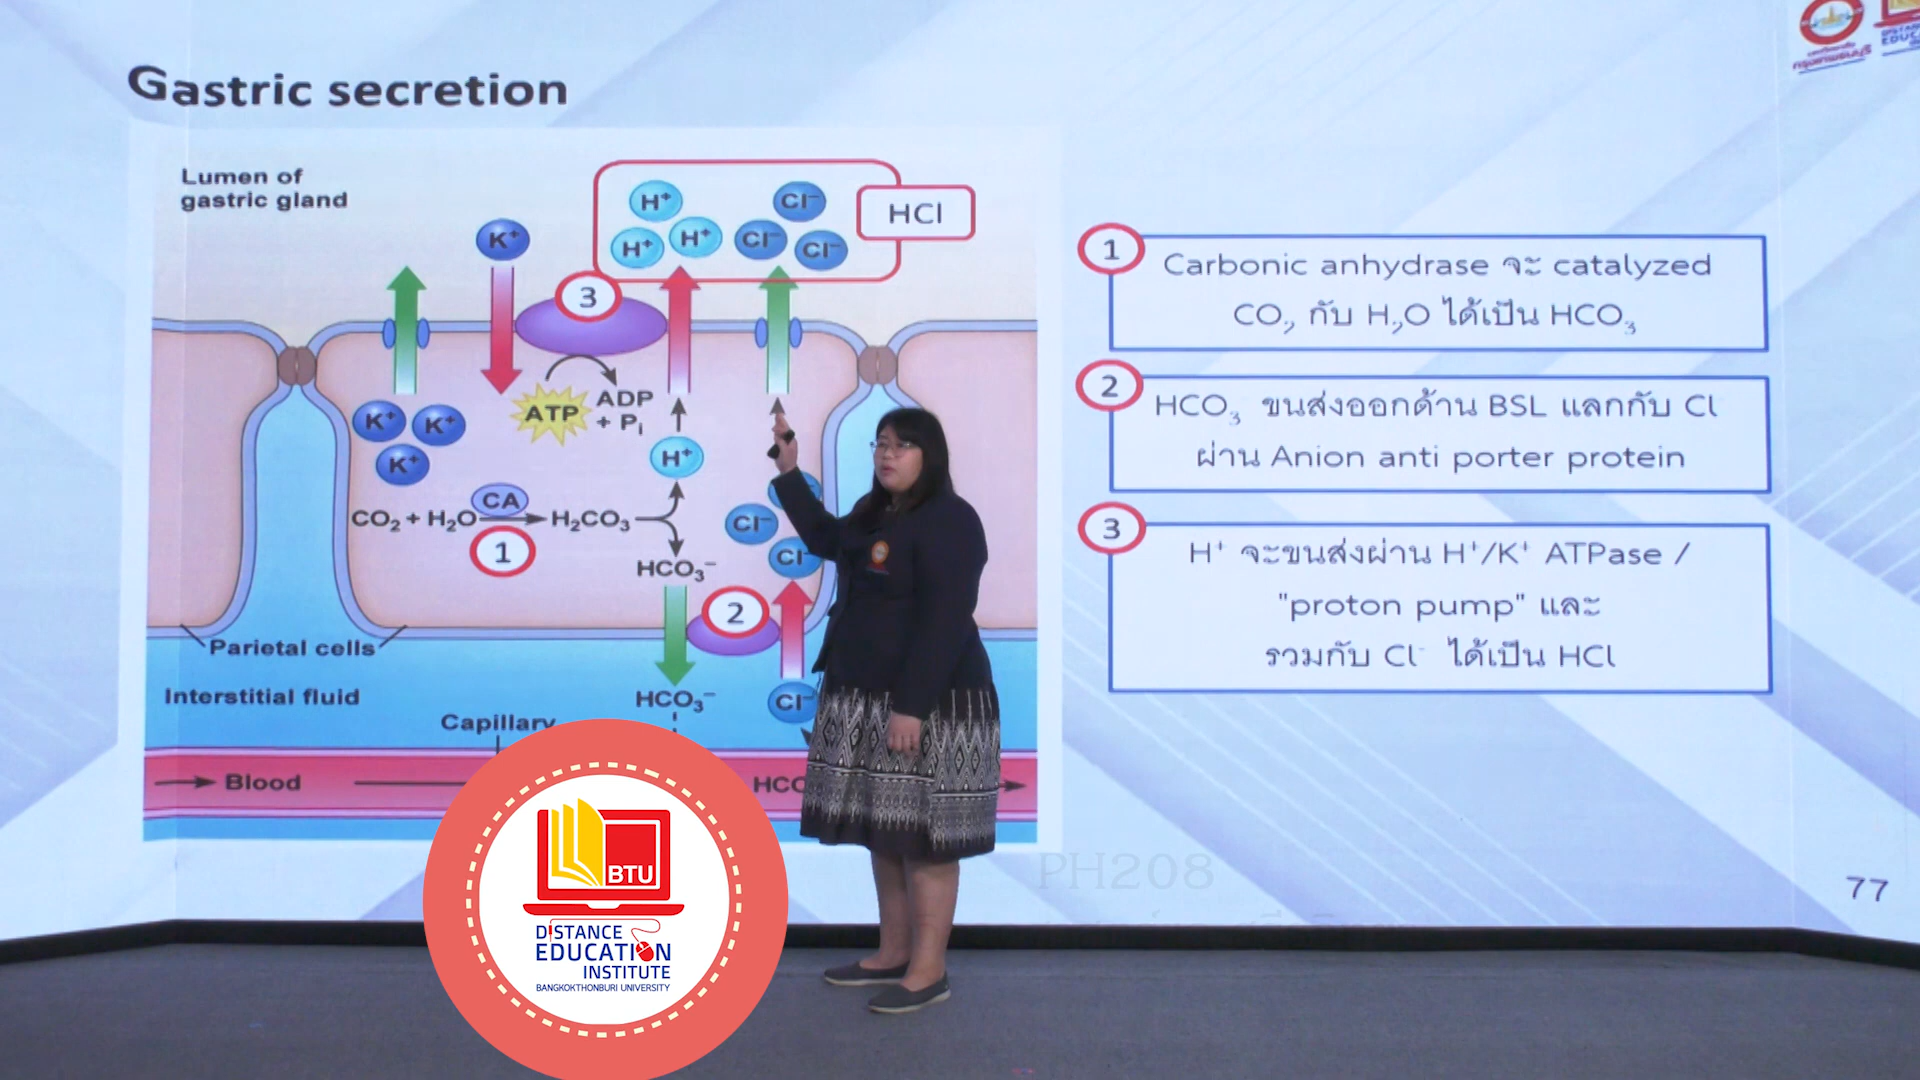 Gastric secretion
Lumen of
gastric gland
K⁺
H⁺
H⁺
H⁺
Cl⁻
Cl⁻
Cl⁻
HCl
3
K⁺
K⁺
K⁺
ATP
ADP
+ Pᵢ
H⁺
CA
CO₂ + H₂O
H₂CO₃
1
HCO₃⁻
Cl⁻
Cl⁻
2
Parietal cells
Interstitial fluid
HCO₃⁻
Cl⁻
Capillary
Blood
1
Carbonic anhydrase จะ catalyzed
CO₂ กับ H₂O ได้เป็น HCO₃
2
HCO₃ ขนส่งออกด้าน BSL แลกกับ Cl
ผ่าน Anion anti porter protein
3
H⁺ จะขนส่งผ่าน H⁺/K⁺ ATPase /
"proton pump" และ
รวมกับ Cl⁻ ได้เป็น HCl
PH208
77
BTU
DISTANCE
EDUCATION
INSTITUTE
BANGKOKTHONBURI UNIVERSITY